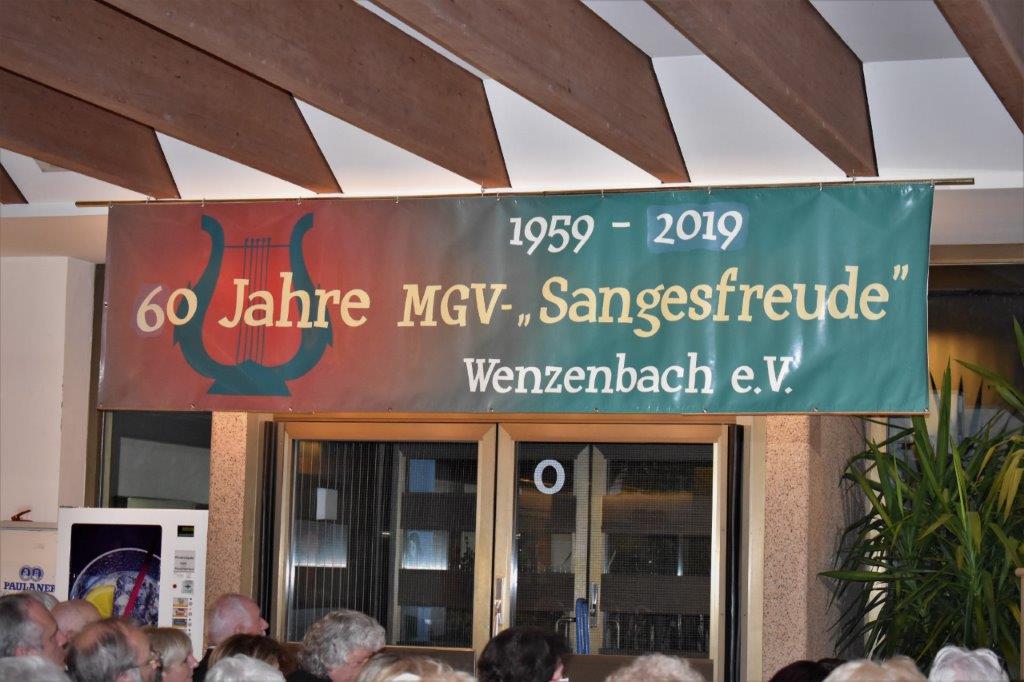 1959 - 2019
60 Jahre MGV-„Sangesfreude”
Wenzenbach e.V.
O
PAULANER